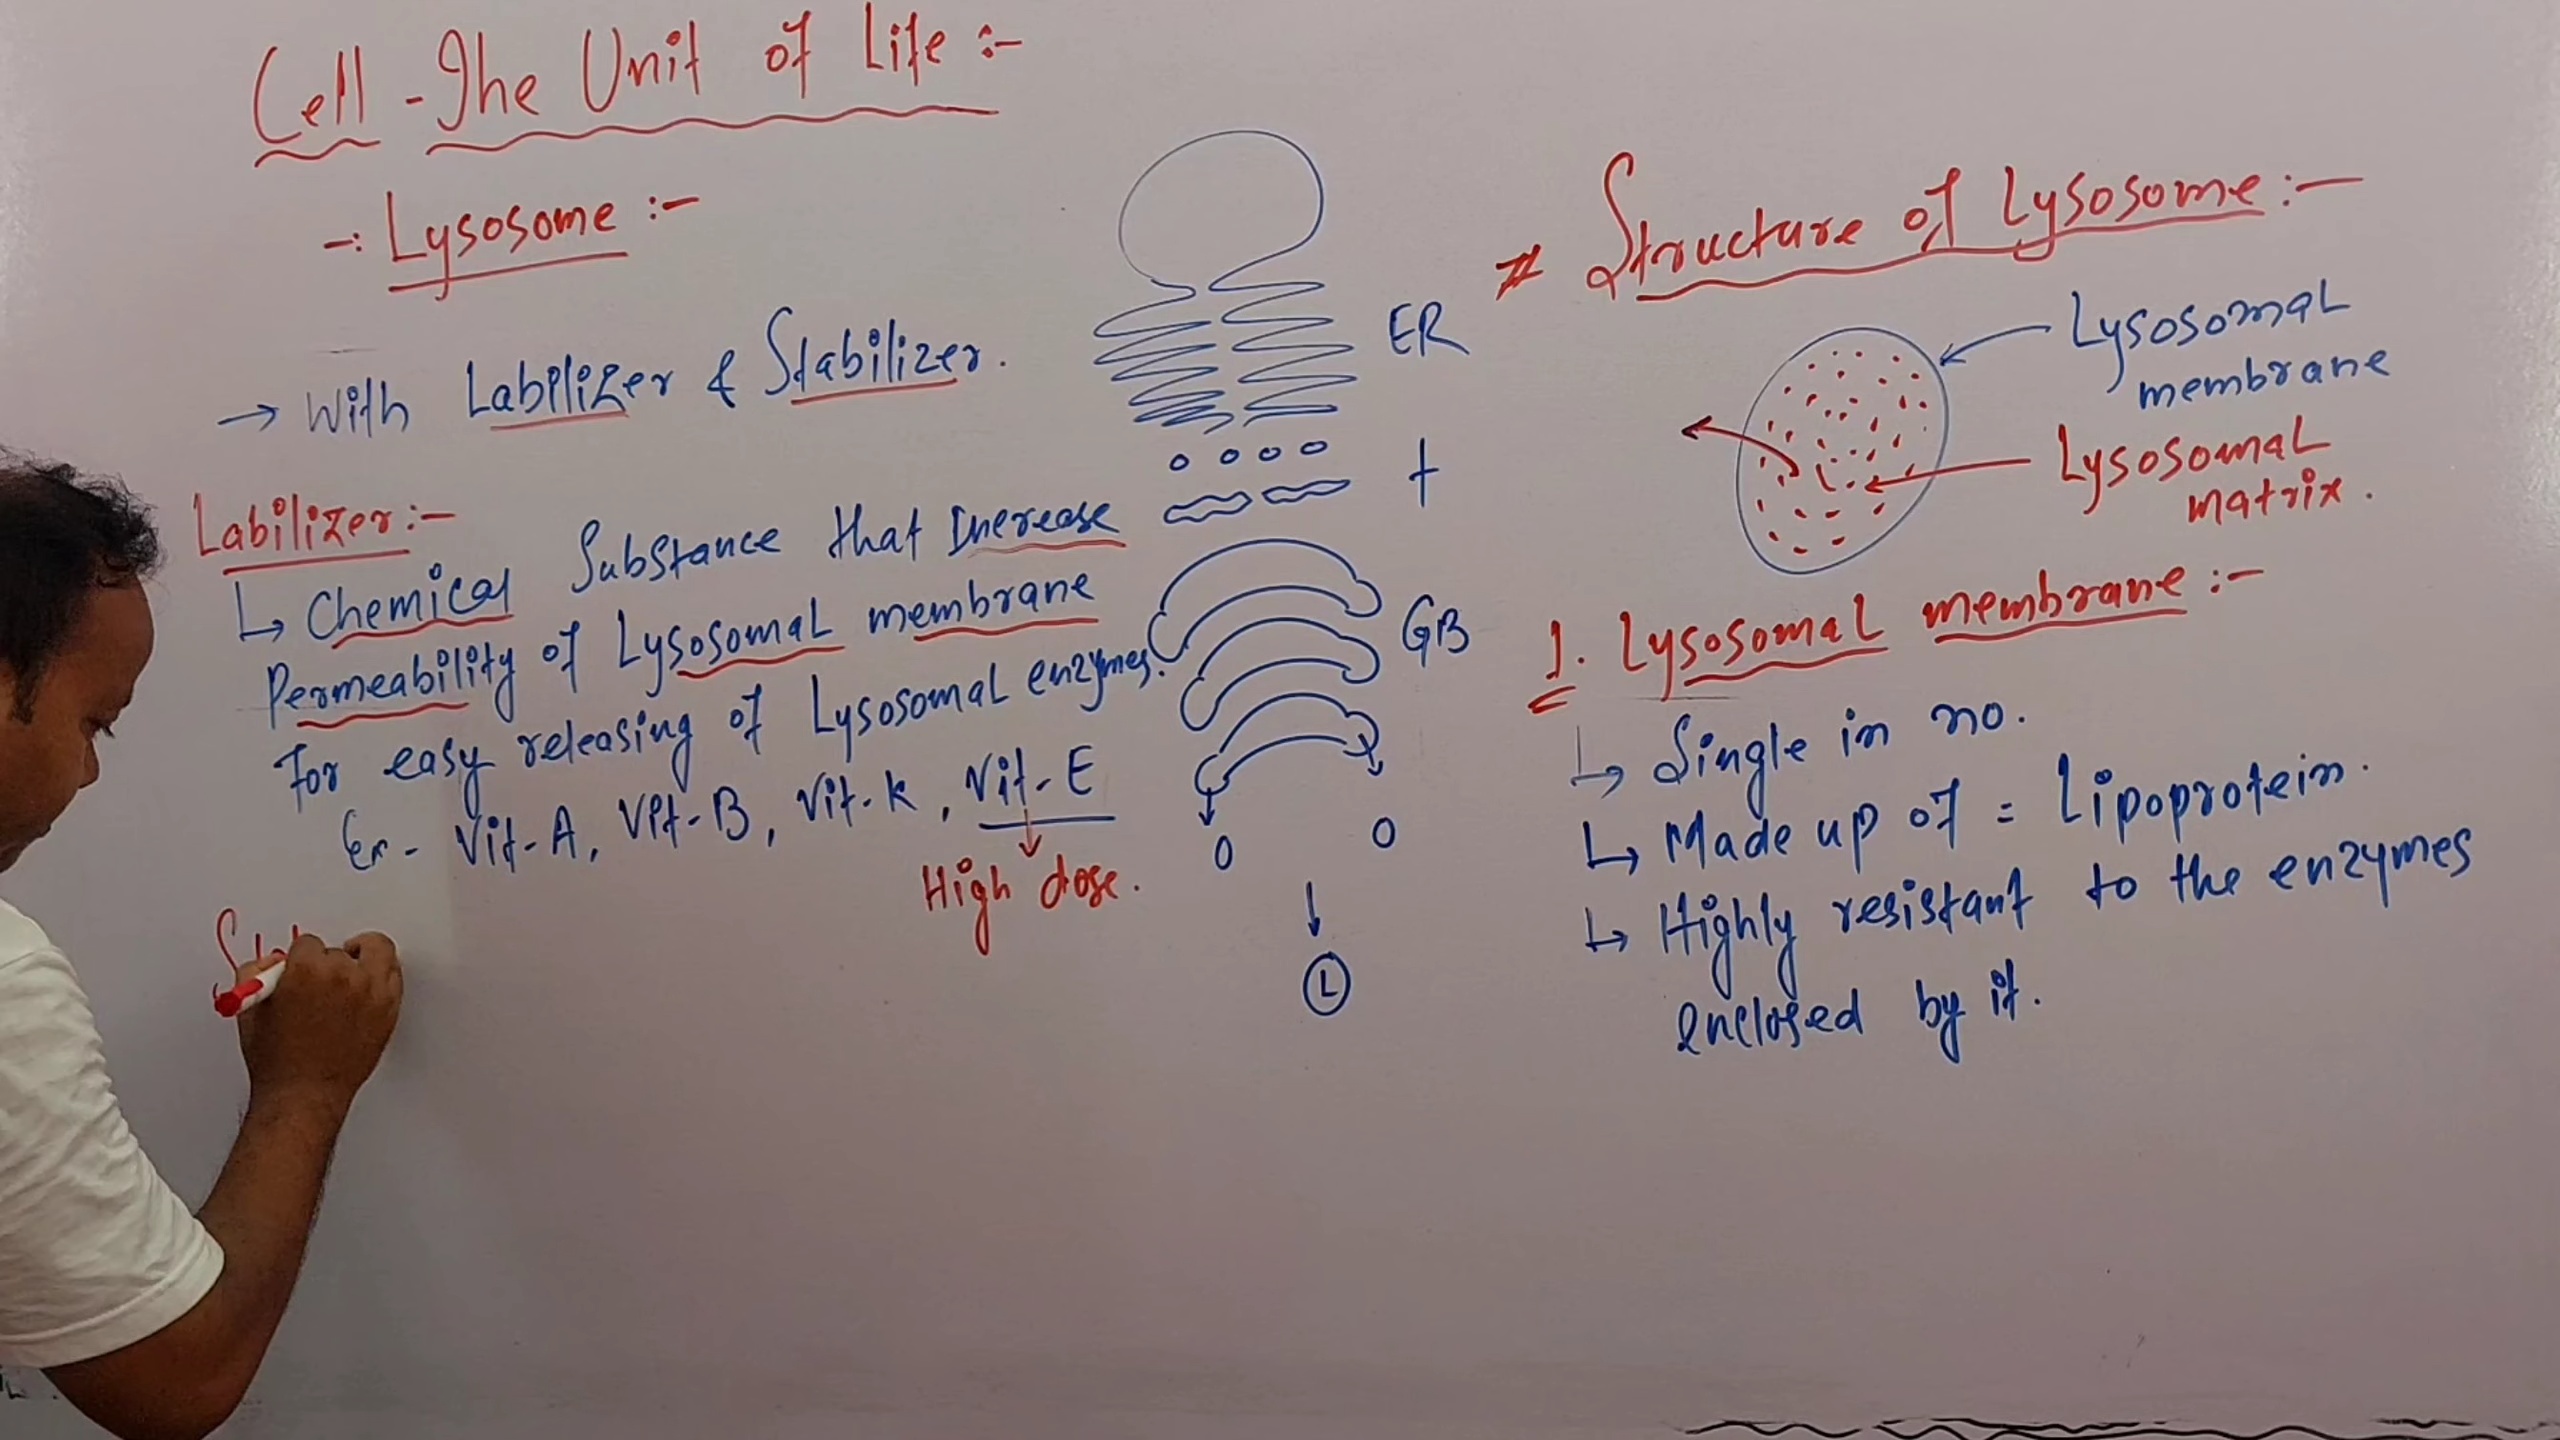 Cell - The Unit of Life :-
-: Lysosome :-
→ With Labilizer & Stabilizer.
Labilizer :-
↳ Chemical Substance that Increase
Permeability of Lysosomal membrane
For easy releasing of Lysosomal enzymes.
Ex - Vit-A, Vit-B, Vit-K, Vit-E
High dose.
ER
+
GB
L
# Structure of Lysosome :-
Lysosomal
membrane
Lysosomal
matrix.
1. Lysosomal membrane :-
↳ Single in no.
↳ Made up of = Lipoprotein.
↳ Highly resistant to the enzymes
enclosed by it.